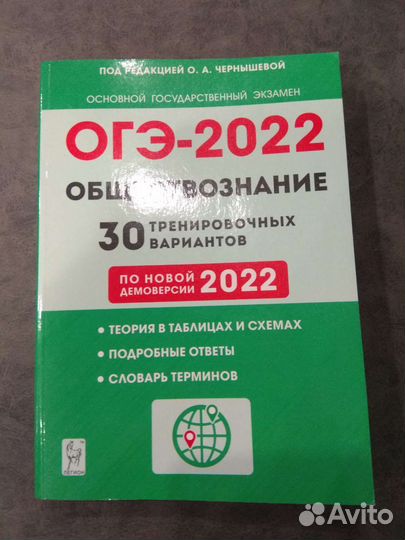 ПОД РЕДАКЦИЕЙ О. А. ЧЕРНЫШЕВОЙ
ОСНОВНОЙ ГОСУДАРСТВЕННЫЙ ЭКЗАМЕН
ОГЭ-2022
ОБЩЕСТВОЗНАНИЕ
30 ТРЕНИРОВОЧНЫХ
ВАРИАНТОВ
ПО НОВОЙ
ДЕМОВЕРСИИ 2022
• ТЕОРИЯ В ТАБЛИЦАХ И СХЕМАХ
• ПОДРОБНЫЕ ОТВЕТЫ
• СЛОВАРЬ ТЕРМИНОВ
ЛЕГИОН
Avito